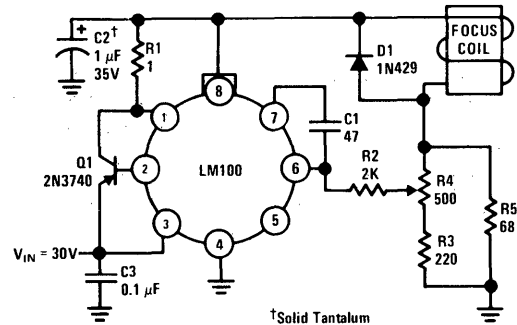 C2†
1 µF
35V
R1
1
D1
1N429
FOCUS
COIL
8
1
7
C1
47
Q1
2N3740
2
LM100
6
R2
2K
R4
500
R5
68
3
5
4
VIN = 30V
C3
0.1 µF
R3
220
†Solid Tantalum